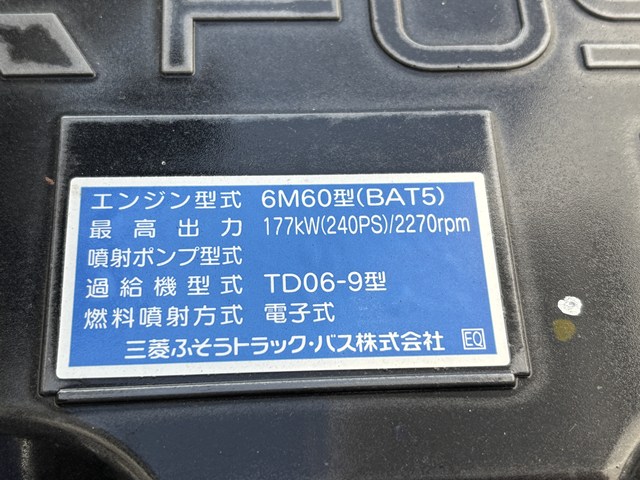 エンジン型式 6M60型(BAT5)
最高出力 177kW(240PS)/2270rpm
噴射ポンプ型式
過給機型式 TD06-9型
燃料噴射方式 電子式
三菱ふそうトラック・バス株式会社 EQ